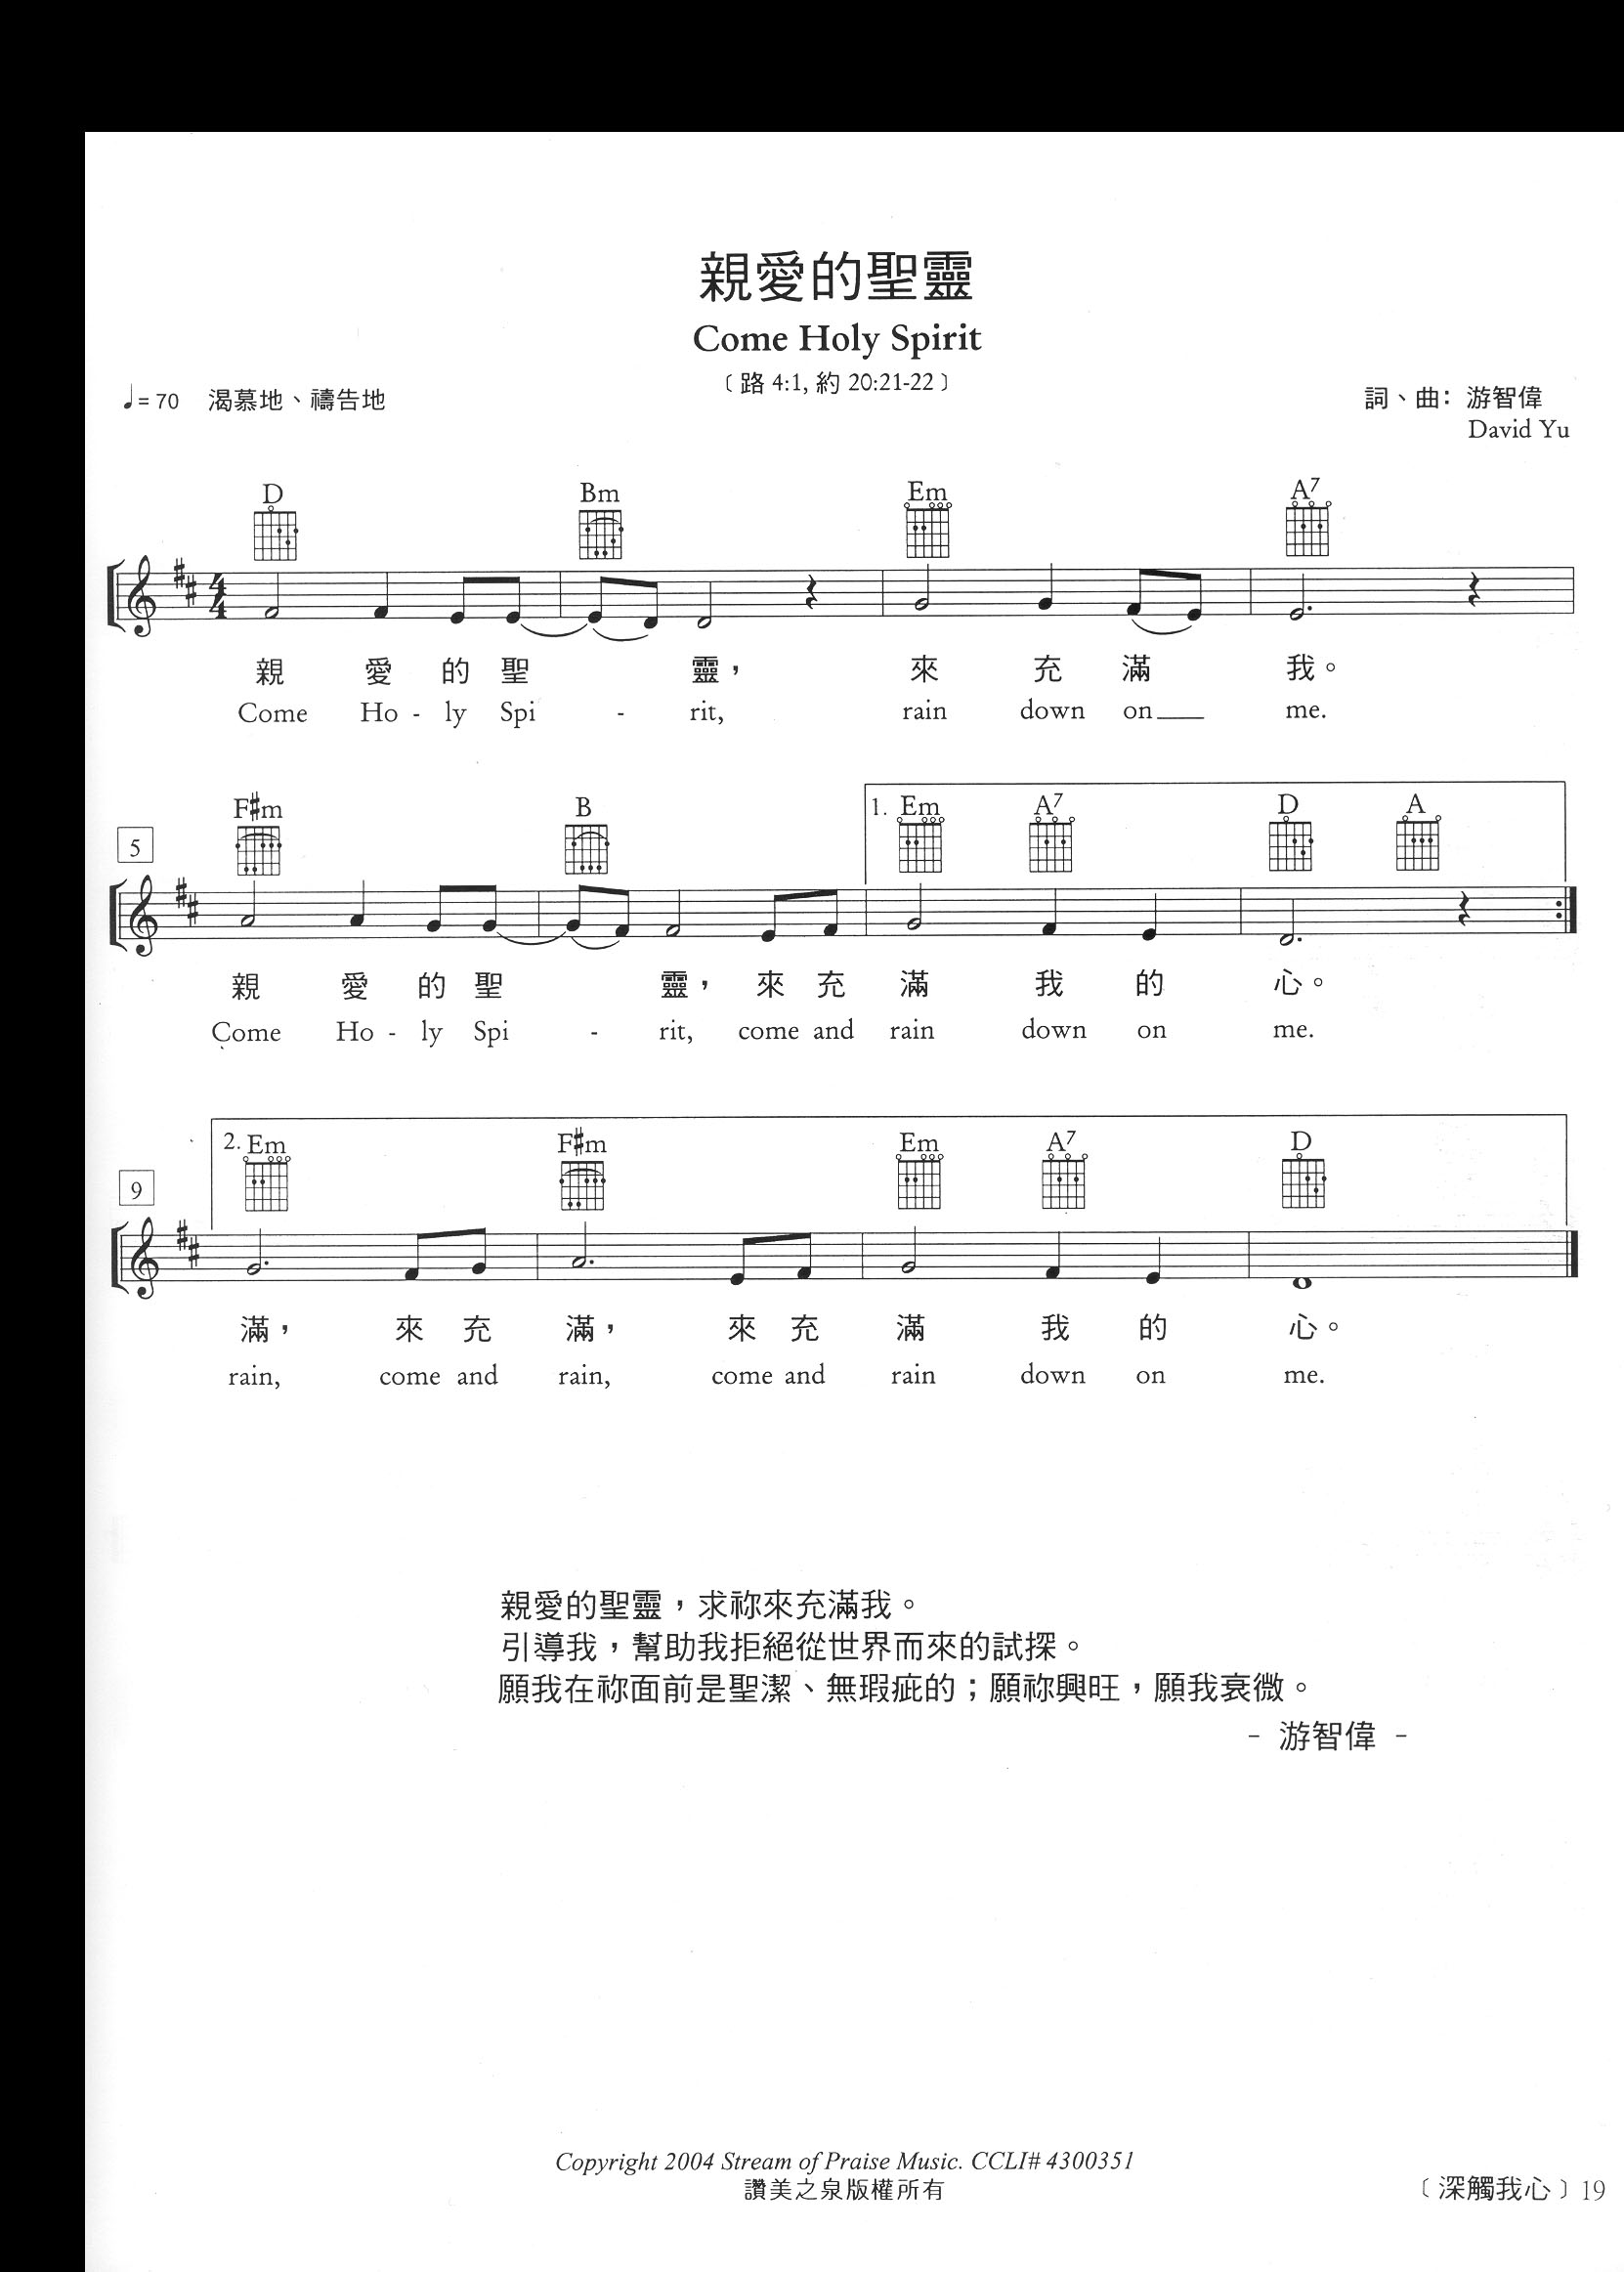 親愛的聖靈
Come Holy Spirit
﹝路 4:1, 約 20:21-22﹞
♩= 70 渴慕地、禱告地
詞、曲：游智偉
David Yu
D Bm Em A7
4 4
親 愛 的 聖 靈， 來 充 滿 我。
Come Ho - ly Spi - rit, rain down on___ me.
F♯m B 1. Em A7 D A
5
親 愛 的 聖 靈， 來 充 滿 我 的 心。
Come Ho - ly Spi - rit, come and rain down on me.
2. Em F♯m Em A7 D
9
滿， 來 充 滿， 來 充 滿 我 的 心。
rain, come and rain, come and rain down on me.
親愛的聖靈，求祢來充滿我。
引導我，幫助我拒絕從世界而來的試探。
願我在祢面前是聖潔、無瑕疵的；願祢興旺，願我衰微。
- 游智偉 -
Copyright 2004 Stream of Praise Music. CCLI# 4300351
讚美之泉版權所有
﹝深觸我心﹞19